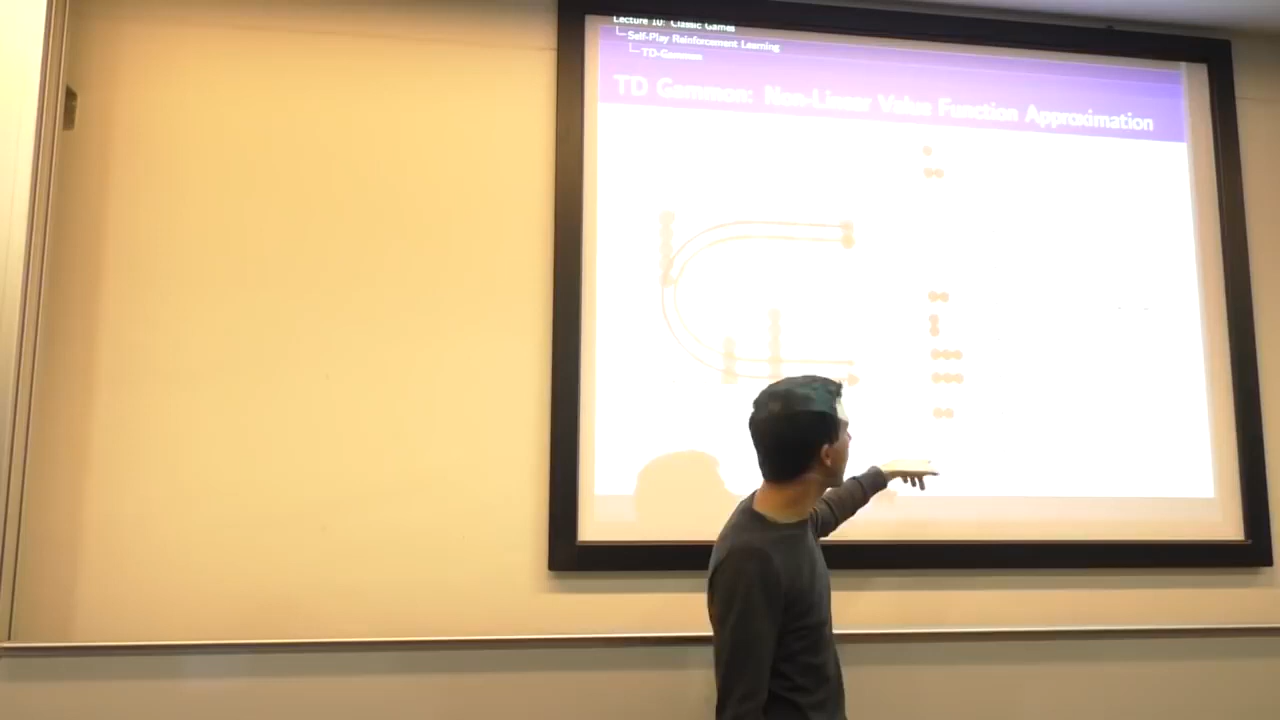 Lecture 10: Classic Games
Self-Play Reinforcement Learning
TD-Gammon
TD Gammon: Non-Linear Value Function Approximation